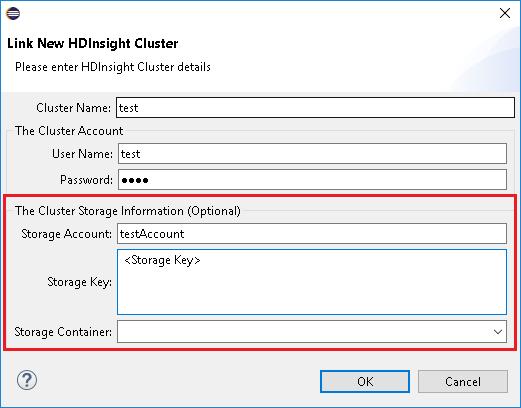 Link New HDInsight Cluster
Please enter HDInsight Cluster details
Cluster Name: test
The Cluster Account
User Name: test
Password: ●●●●
The Cluster Storage Information (Optional)
Storage Account: testAccount
<Storage Key>
Storage Key:
Storage Container:
? OK Cancel